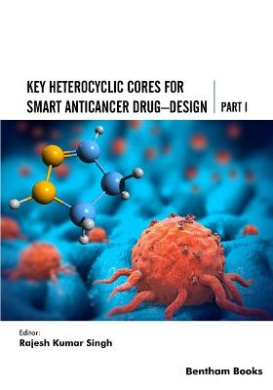 KEY HETEROCYCLIC CORES FOR
SMART ANTICANCER DRUG–DESIGN PART I
Editor:
Rajesh Kumar Singh
Bentham Books